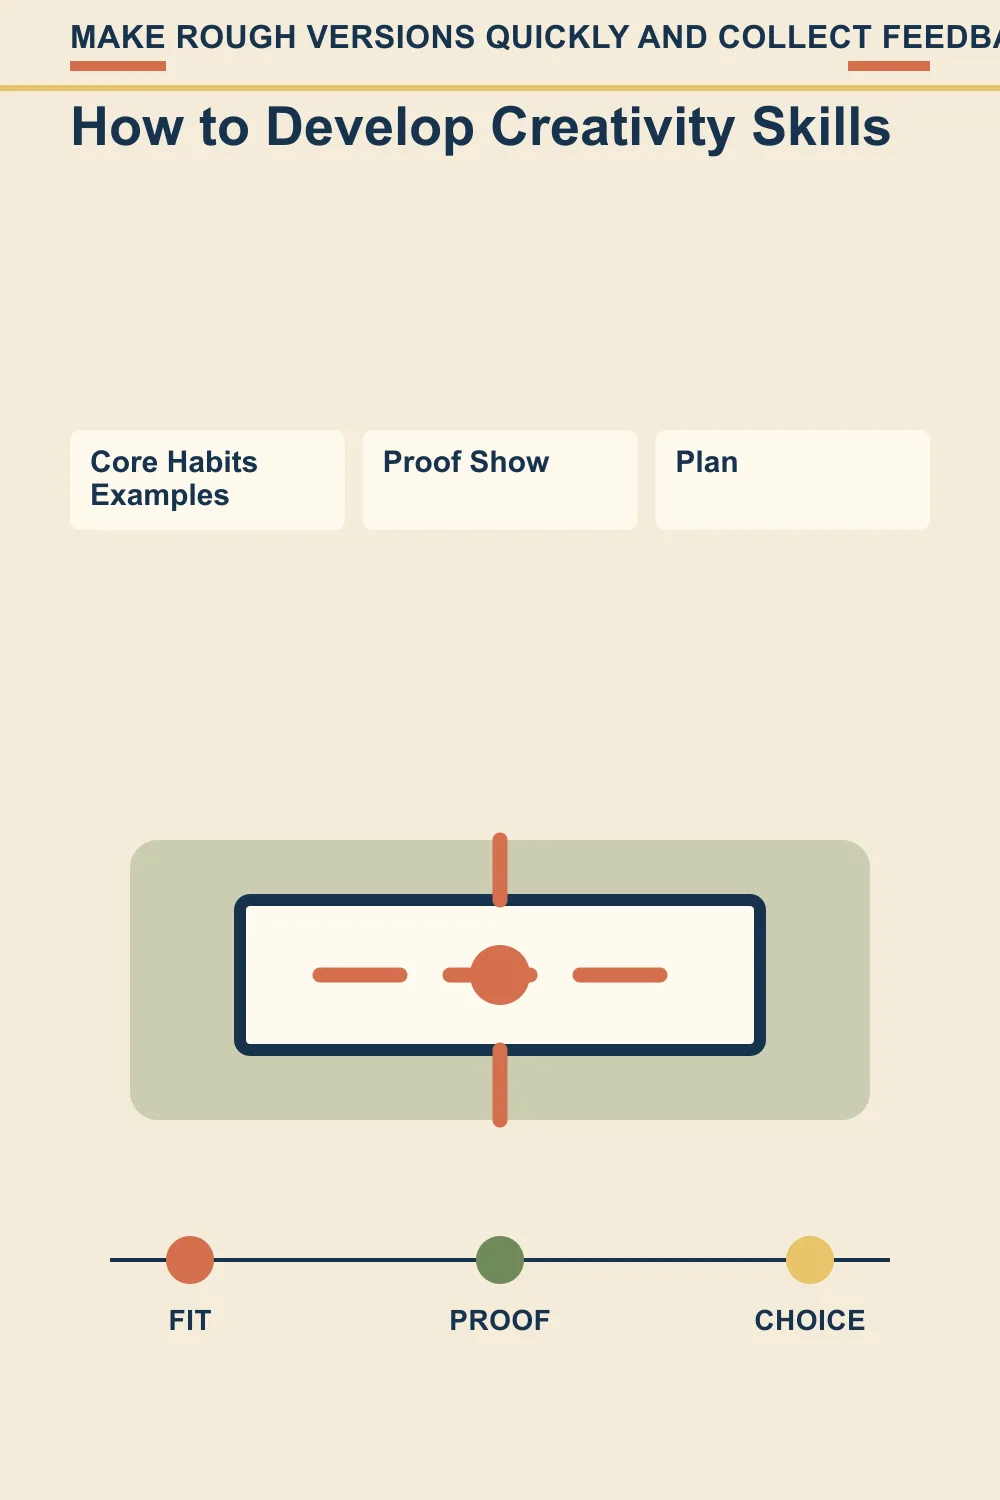 MAKE ROUGH VERSIONS QUICKLY AND COLLECT FEEDBA
How to Develop Creativity Skills
Core Habits
Examples
Proof Show
Plan
FIT
PROOF
CHOICE